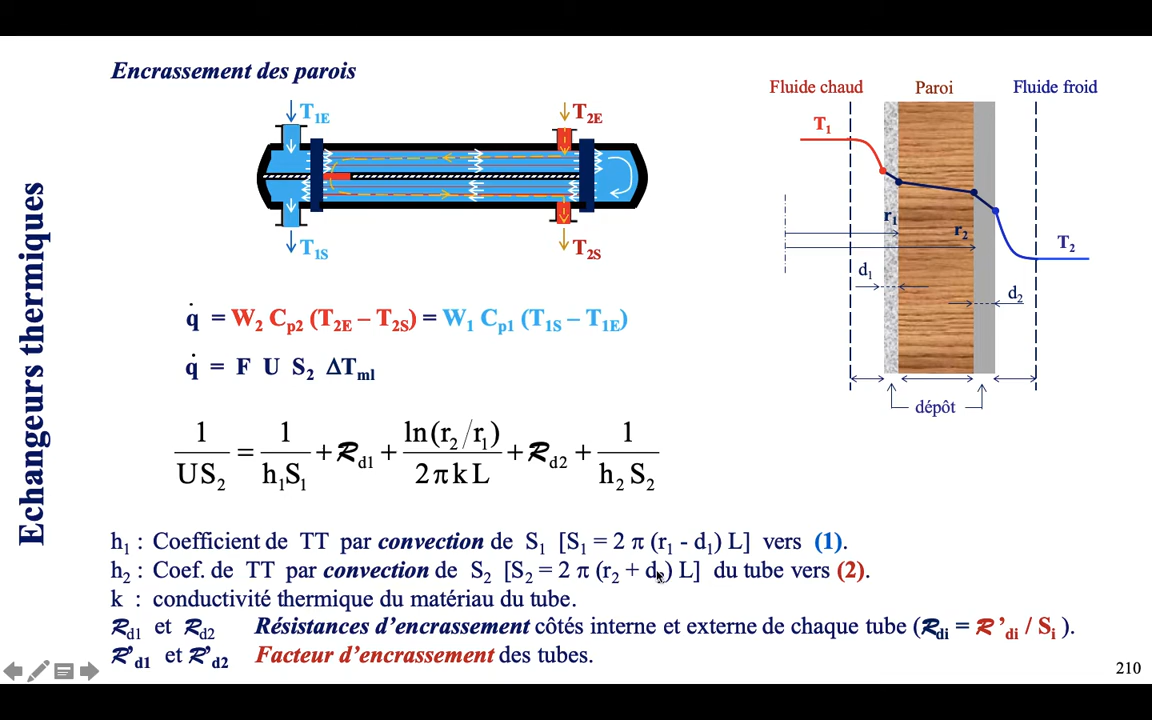 Encrassement des parois
Echangeurs thermiques
T1E
T2E
T1S
T2S
Fluide chaud
Paroi
Fluide froid
T1
r1
r2
T2
d1
d2
dépôt
q̇ = W2 Cp2 (T2E – T2S) = W1 Cp1 (T1S – T1E)
q̇ = F U S2 ΔTml
1/US2 = 1/h1S1 + ℛd1 + ln(r2/r1)/2πkL + ℛd2 + 1/h2S2
h1 : Coefficient de TT par convection de S1 [S1 = 2 π (r1 - d1) L] vers (1).
h2 : Coef. de TT par convection de S2 [S2 = 2 π (r2 + d) L] du tube vers (2).
k : conductivité thermique du matériau du tube.
ℛd1 et ℛd2 Résistances d'encrassement côtés interne et externe de chaque tube (ℛdi = ℛ'di / Si ).
ℛ'd1 et ℛ'd2 Facteur d'encrassement des tubes.
210